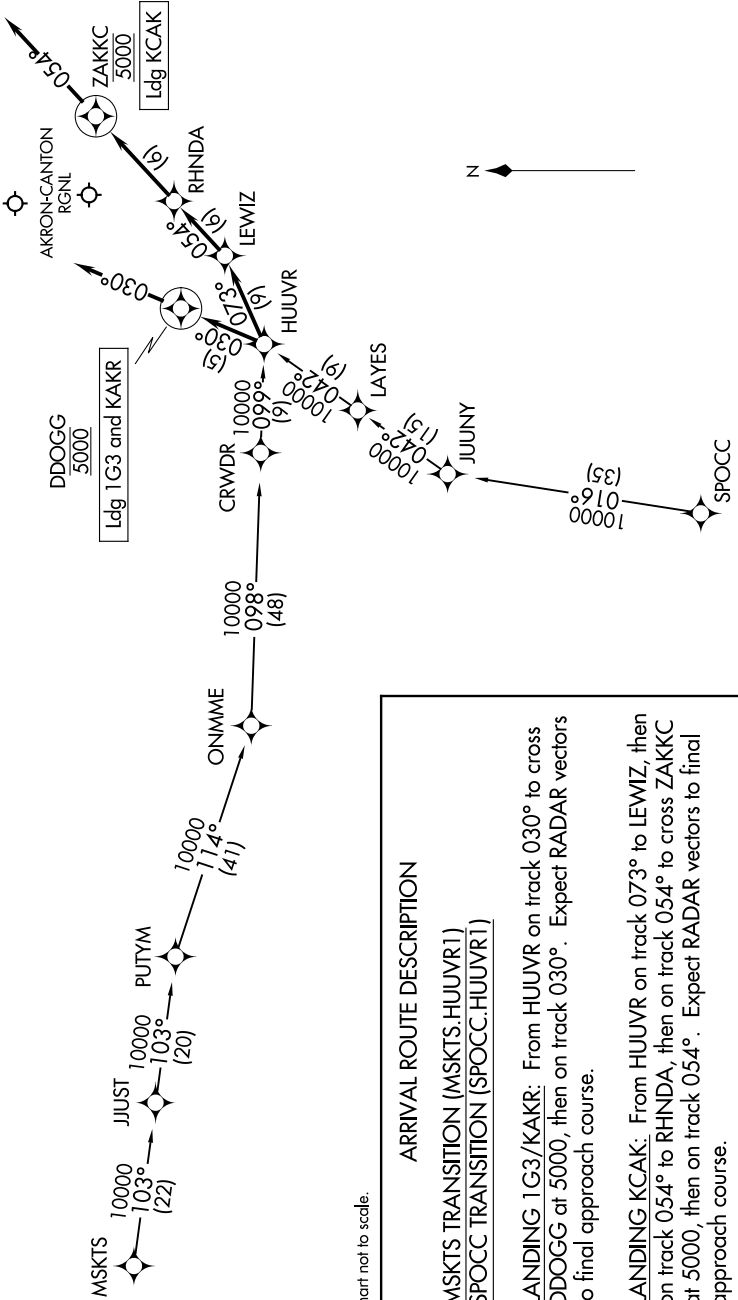 AKRON-CANTON
RGNL
054°
ZAKKC
5000
Ldg KCAK
(9)
RHNDA
054°
(6)
LEWIZ
073°
(9)
HUUVR
030°
DDOGG
5000
Ldg 1G3 and KAKR
030°
(5)
N
10000
099°
(9)
CRWDR
10000
098°
(48)
ONMME
10000
114°
(41)
PUTYM
10000
103°
(20)
JJUST
10000
103°
(22)
MSKTS
10000
042°
(9)
LAYES
10000
042°
(15)
JUUNY
10000
016°
(35)
SPOCC
hart not to scale.
ARRIVAL ROUTE DESCRIPTION
MSKTS TRANSITION (MSKTS.HUUVR1)
SPOCC TRANSITION (SPOCC.HUUVR1)
ANDING 1G3/KAKR: From HUUVR on track 030° to cross
DDOGG at 5000, then on track 030°. Expect RADAR vectors
o final approach course.
ANDING KCAK: From HUUVR on track 073° to LEWIZ, then
on track 054° to RHNDA, then on track 054° to cross ZAKKC
at 5000, then on track 054°. Expect RADAR vectors to final
approach course.